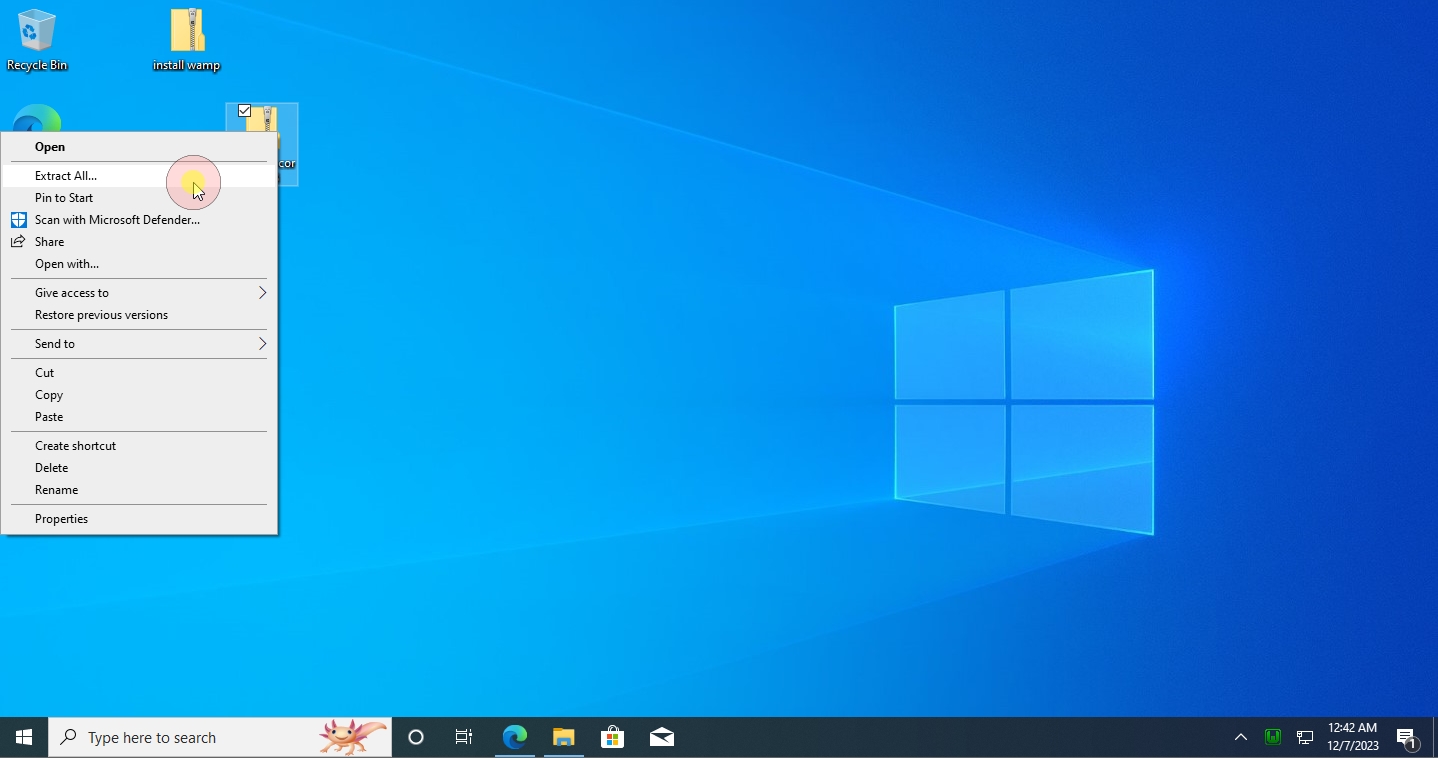 Recycle Bin
install wamp
cor
Open
Extract All...
Pin to Start
Scan with Microsoft Defender...
Share
Open with...
Give access to
Restore previous versions
Send to
Cut
Copy
Paste
Create shortcut
Delete
Rename
Properties
Type here to search
12:42 AM
12/7/2023
1